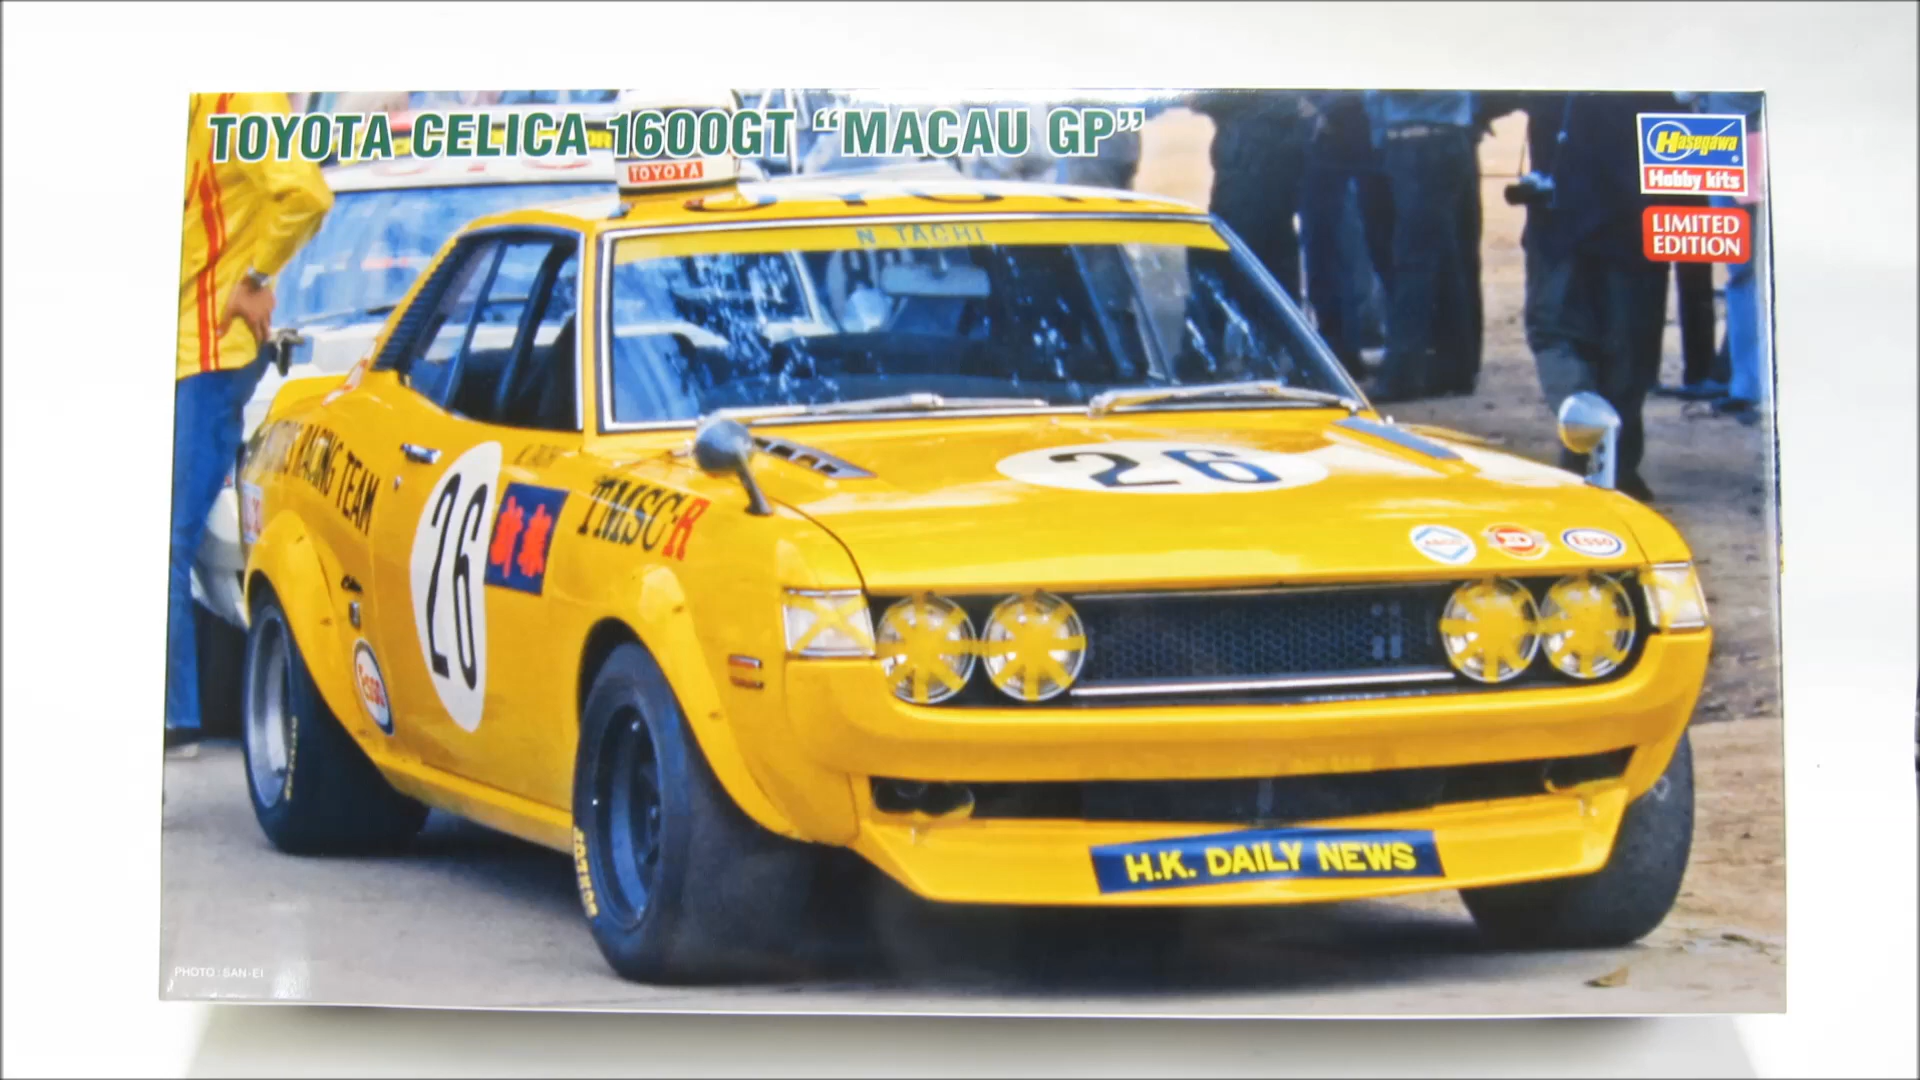 TOYOTA CELICA 1600GT “MACAU GP”
Hasegawa
Hobby kits
LIMITED
EDITION
TOYOTA
N. TACHI
RACING TEAM
26
TMSC-R
26
Esso
Esso
H.K. DAILY NEWS
PHOTO : SAN-EI